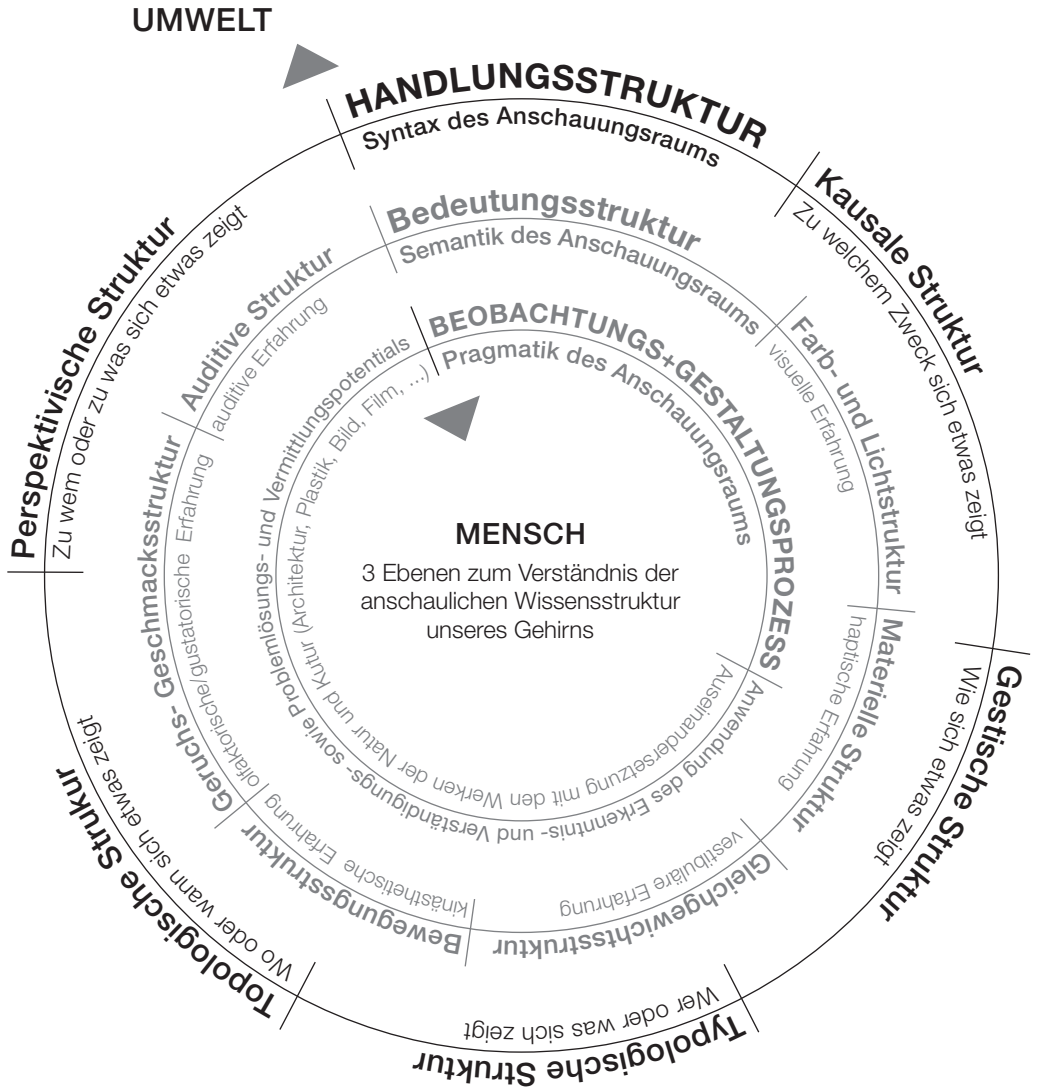 UMWELT
HANDLUNGSSTRUKTUR
Syntax des Anschauungsraums
Kausale Struktur
Zu welchem Zweck sich etwas zeigt
Gestische Struktur
Wie sich etwas zeigt
Typologische Struktur
Wer oder was sich zeigt
Topologische Strukur
Wo oder wann sich etwas zeigt
Perspektivische Struktur
Zu wem oder zu was sich etwas zeigt
Bedeutungsstruktur
Semantik des Anschauungsraums
Farb- und Lichtstruktur
visuelle Erfahrung
Materielle Struktur
haptische Erfahrung
Gleichgewichtsstruktur
vestibuläre Erfahrung
Bewegungsstruktur
kinästhetische Erfahrung
Geruchs- Geschmacksstruktur
olfaktorische/gustatorische Erfahrung
Auditive Struktur
auditive Erfahrung
BEOBACHTUNGS+GESTALTUNGSPROZESS
Pragmatik des Anschauungsraums
Anwendung des Erkenntnis- und Verständigungs- sowie Problemlösungs- und Vermittlungspotentials
Auseinandersetzung mit den Werken der Natur und Kutur (Architektur, Plastik, Bild, Film, ...)
MENSCH
3 Ebenen zum Verständnis der
anschaulichen Wissensstruktur
unseres Gehirns